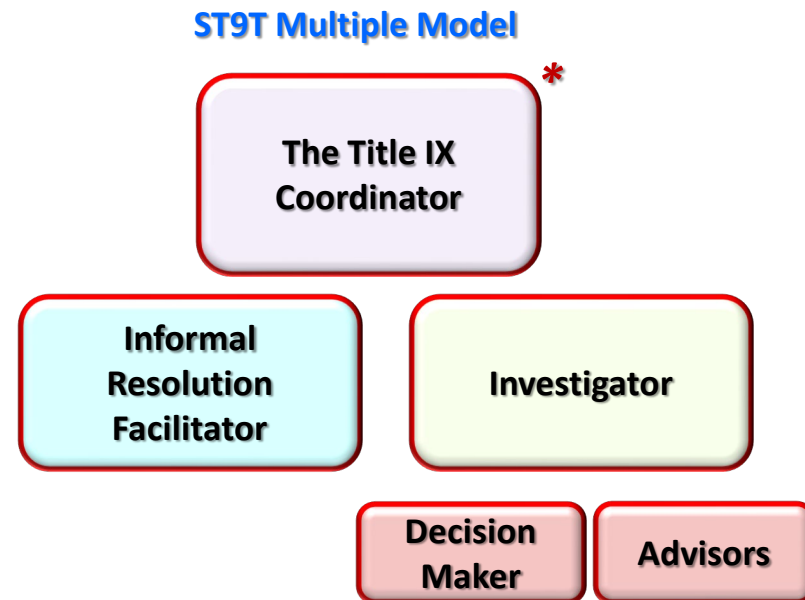 ST9T Multiple Model
*
The Title IX
Coordinator
Informal
Resolution
Facilitator
Investigator
Decision
Maker
Advisors